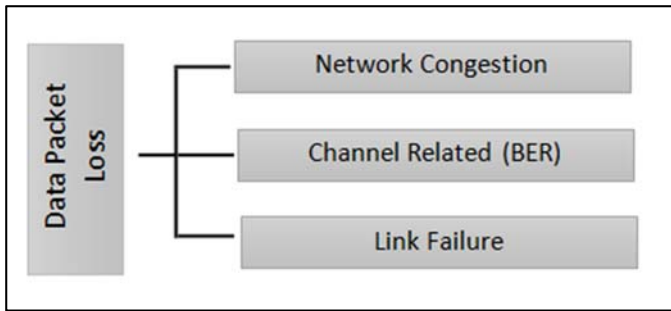 Data Packet
Loss
Network Congestion
Channel Related (BER)
Link Failure